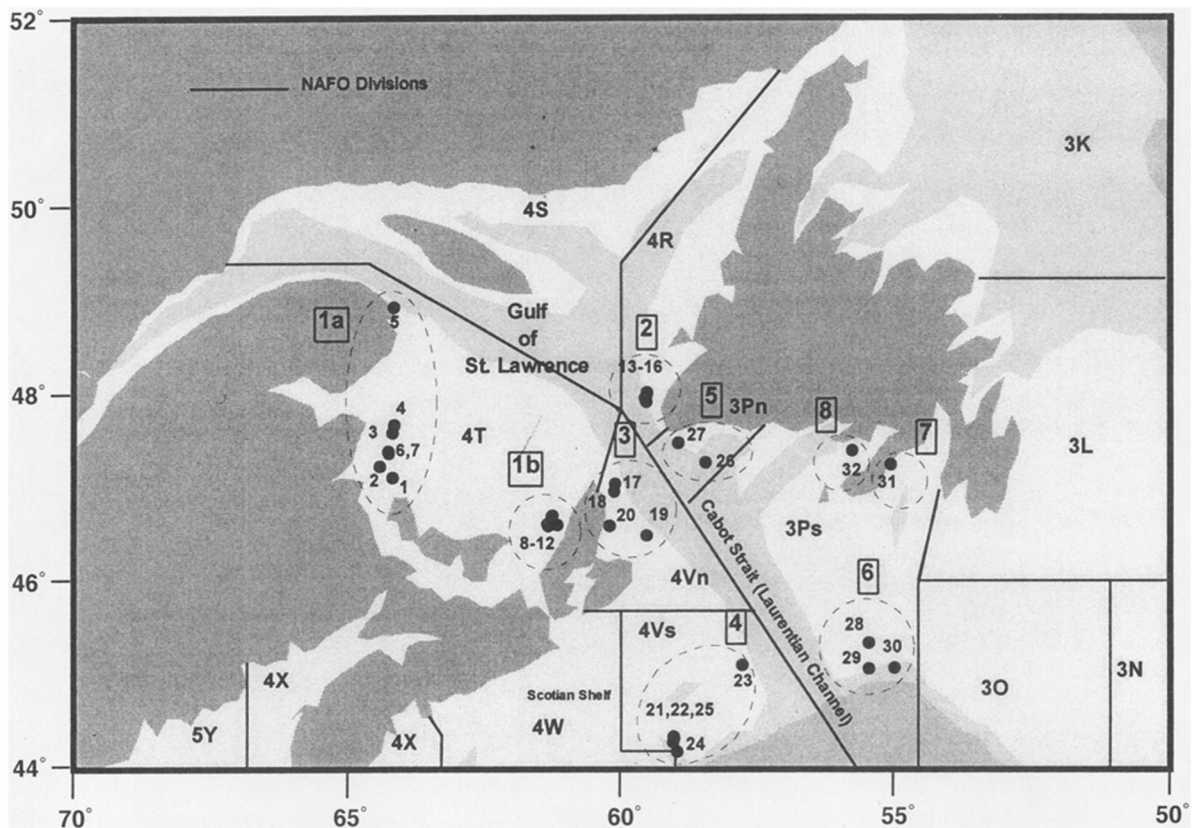 52°
NAFO Divisions
3K
50°
4S
4R
1a
5
Gulf
of
St. Lawrence
2
13-16
48°
5
3Pn
8
7
4
3
6,7
2
1
4T
1b
3
27
26
32
31
3L
17
18
20
19
8-12
3Ps
Cabot Strait (Laurentian Channel)
46°
4Vn
6
4Vs
4
28
29
30
23
4X
Scotian Shelf
21,22,25
3O
3N
5Y
4X
4W
24
44°
70°
65°
60°
55°
50°